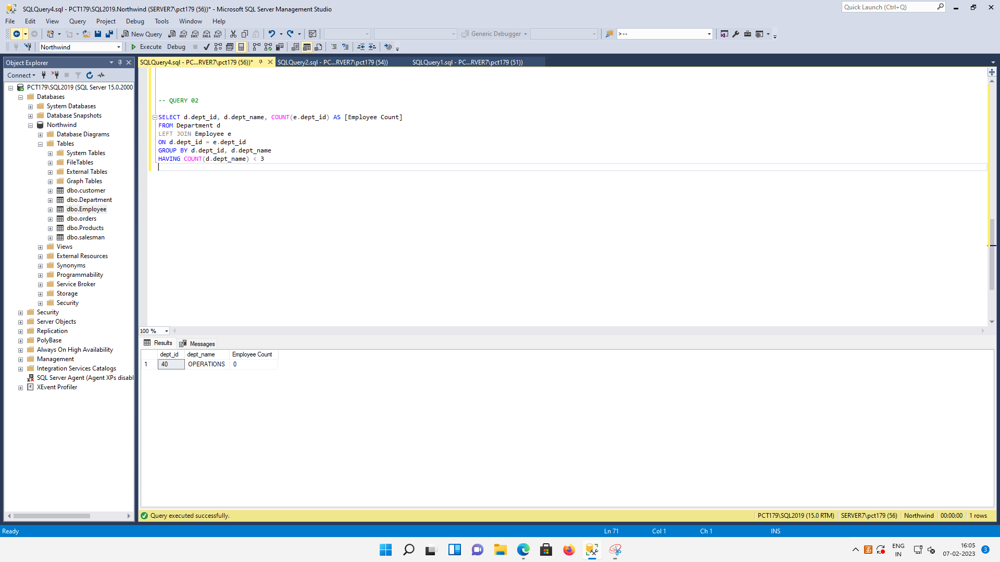 SQLQuery4.sql - PCT179\SQL2019.Northwind (SERVER7\pct179 (56))* - Microsoft SQL Server Management Studio
Quick Launch (Ctrl+Q)
File Edit View Query Project Debug Tools Window Help
New Query MDX DMX XMLA DAX Generic Debugger >--
Northwind Execute Debug
Object Explorer
Connect
PCT179\SQL2019 (SQL Server 15.0.2000
Databases
System Databases
Database Snapshots
Northwind
Database Diagrams
Tables
System Tables
FileTables
External Tables
Graph Tables
dbo.customer
dbo.Department
dbo.Employee
dbo.orders
dbo.Products
dbo.salesman
Views
External Resources
Synonyms
Programmability
Service Broker
Storage
Security
Security
Server Objects
Replication
PolyBase
Always On High Availability
Management
Integration Services Catalogs
SQL Server Agent (Agent XPs disabl
XEvent Profiler
SQLQuery4.sql - PC...RVER7\pct179 (56))* SQLQuery2.sql - PC...RVER7\pct179 (54)) SQLQuery1.sql - PC...RVER7\pct179 (51))
-- QUERY 02
SELECT d.dept_id, d.dept_name, COUNT(e.dept_id) AS [Employee Count]
FROM Department d
LEFT JOIN Employee e
ON d.dept_id = e.dept_id
GROUP BY d.dept_id, d.dept_name
HAVING COUNT(d.dept_name) < 3
100 %
Results Messages
dept_id dept_name Employee Count
1 40 OPERATIONS 0
Query executed successfully. PCT179\SQL2019 (15.0 RTM) SERVER7\pct179 (56) Northwind 00:00:00 1 rows
Ready Ln 71 Col 1 Ch 1 INS
ENG
IN
16:05
07-02-2023
3